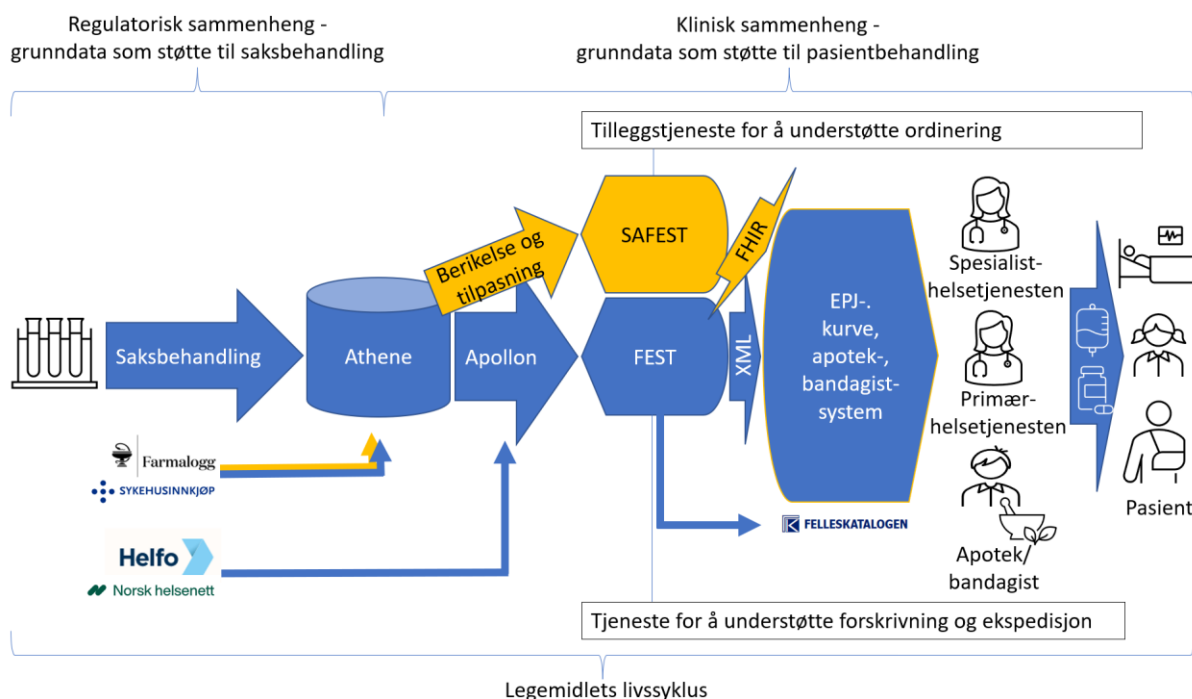 Regulatorisk sammenheng -
grunndata som støtte til saksbehandling
Klinisk sammenheng -
grunndata som støtte til pasientbehandling
Tilleggstjeneste for å understøtte ordinering
SAFEST
FHIR
Berikelse og
tilpasning
Spesialist-
helsetjenesten
EPJ-.
kurve,
apotek-,
bandagist-
system
Saksbehandling
Athene
Apollon
FEST
XML
Primær-
helsetjenesten
Farmalogg
SYKEHUSINNKJØP
Pasient
FELLESKATALOGEN
Helfo
Norsk helsenett
Apotek/
bandagist
Tjeneste for å understøtte forskrivning og ekspedisjon
Legemidlets livssyklus